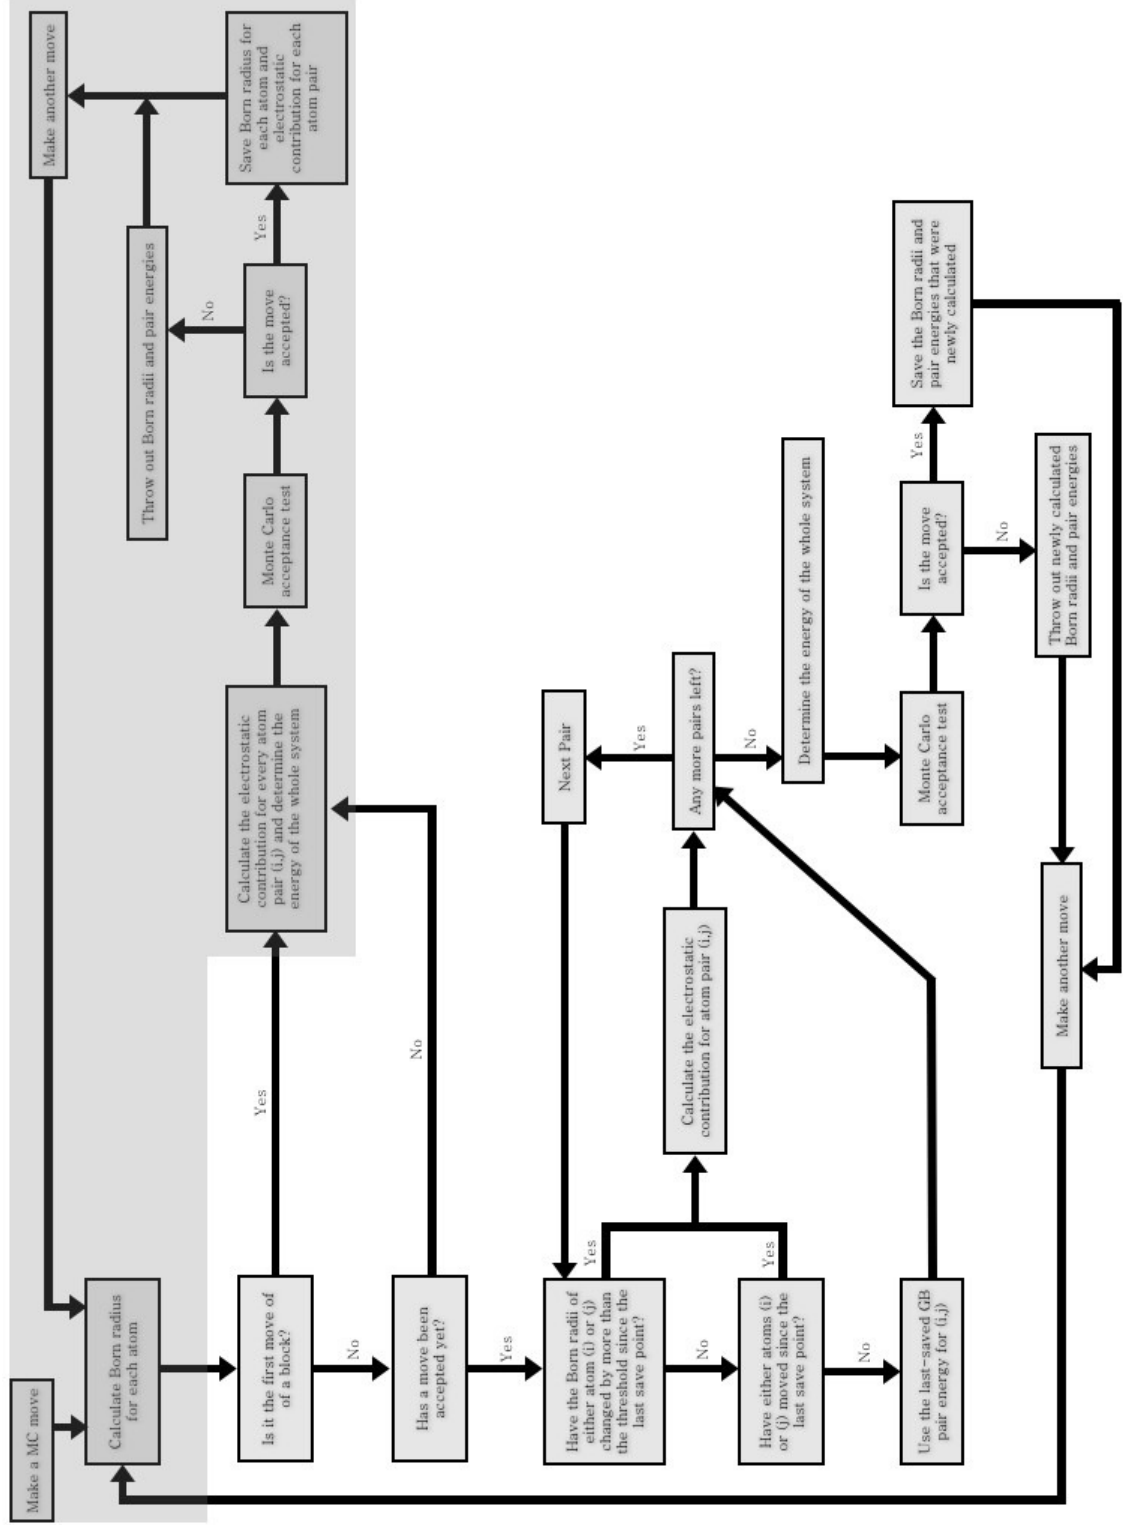 Make a MC move
Calculate Born radius
for each atom
Is it the first move of
of a block?
Yes
No
Has a move been
accepted yet?
No
Yes
Calculate the electrostatic
contribution for every atom
pair (i,j) and determine the
energy of the whole system
Monte Carlo
acceptance test
Is the move
accepted?
No
Yes
Throw out Born radii and pair energies
Save Born radius for
each atom and
electrostatic
contribution for each
atom pair
Make another move
Have the Born radii of
either atom (i) or (j)
changed by more than
the threshold since the
last save point?
Yes
No
Have either atoms (i)
or (j) moved since the
last save point?
Yes
No
Use the last-saved GB
pair energy for (i,j)
Calculate the electrostatic
contribution for atom pair (i,j)
Any more pairs left?
Yes
No
Next Pair
Determine the energy of the whole system
Monte Carlo
acceptance test
Is the move
accepted?
Yes
No
Save the Born radii and
pair energies that were
newly calculated
Throw out newly calculated
Born radii and pair energies
Make another move